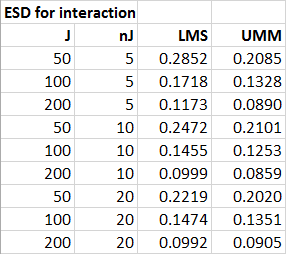 ESD for interaction
J nJ LMS UMM
50 5 0.2852 0.2085
100 5 0.1718 0.1328
200 5 0.1173 0.0890
50 10 0.2472 0.2101
100 10 0.1455 0.1253
200 10 0.0999 0.0859
50 20 0.2219 0.2020
100 20 0.1474 0.1351
200 20 0.0992 0.0905